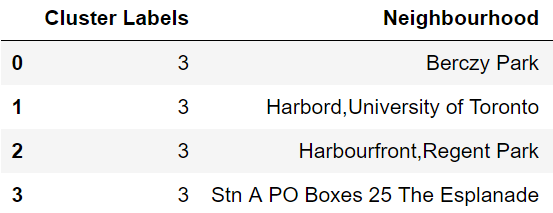 Cluster Labels Neighbourhood
0 3 Berczy Park
1 3 Harbord,University of Toronto
2 3 Harbourfront,Regent Park
3 3 Stn A PO Boxes 25 The Esplanade